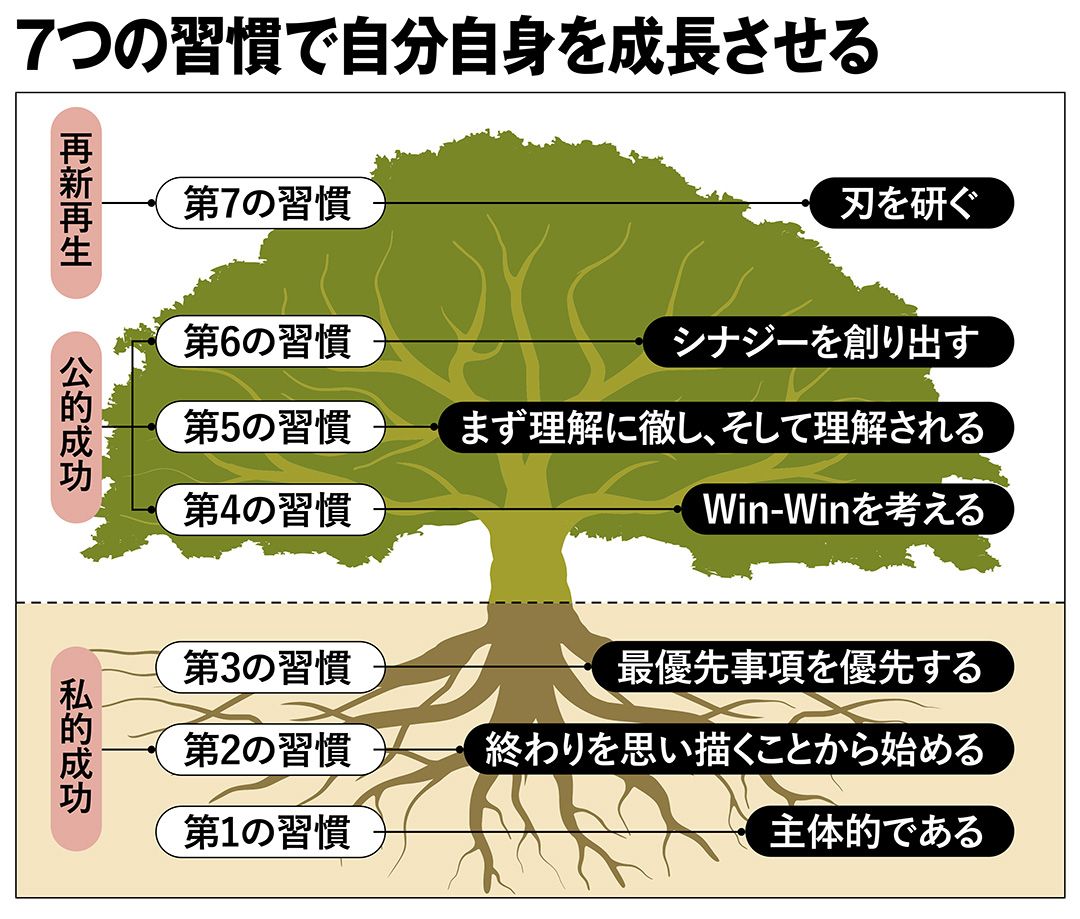 7つの習慣で自分自身を成長させる
再新再生
第7の習慣
刃を研ぐ
公的成功
第6の習慣
シナジーを創り出す
第5の習慣
まず理解に徹し、そして理解される
第4の習慣
Win-Winを考える
私的成功
第3の習慣
最優先事項を優先する
第2の習慣
終わりを思い描くことから始める
第1の習慣
主体的である